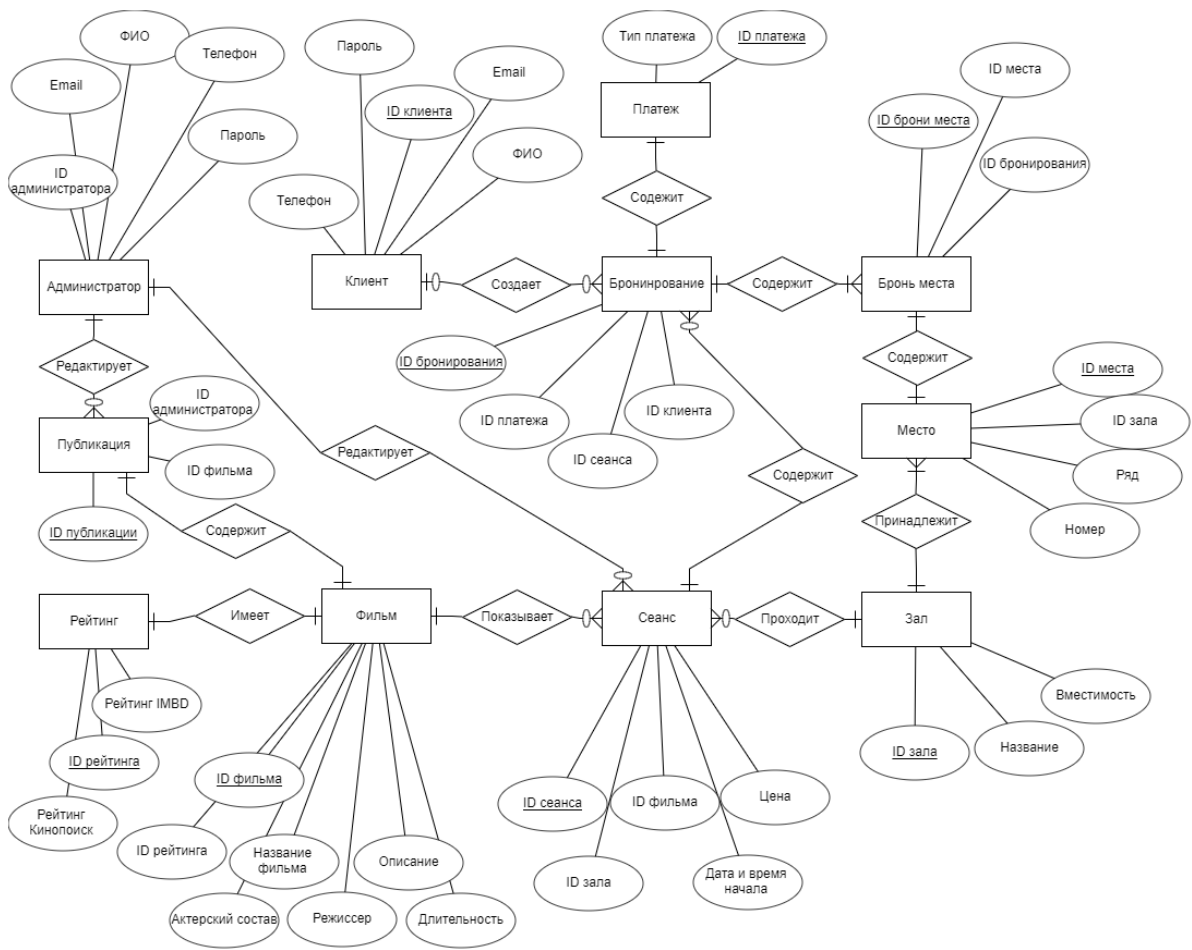 ФИО
Телефон
Email
Пароль
ID
администратора
Администратор
Пароль
ID клиента
Email
ФИО
Телефон
Клиент
Тип платежа
ID платежа
Платеж
Содежит
ID места
ID брони места
ID бронирования
Создает
Бронинрование
Содержит
Бронь места
Редактирует
ID
администратора
Публикация
ID фильма
ID публикации
Содержит
Редактирует
ID бронирования
ID платежа
ID сеанса
ID клиента
Содержит
Содержит
ID места
Место
ID зала
Ряд
Номер
Принадлежит
Рейтинг
Имеет
Фильм
Показывает
Сеанс
Проходит
Зал
Рейтинг IMBD
ID рейтинга
Рейтинг
Кинопоиск
ID фильма
ID рейтинга
Название
фильма
Описание
Актерский состав
Режиссер
Длительность
ID сеанса
ID фильма
Цена
ID зала
Дата и время
начала
Вместимость
Название
ID зала